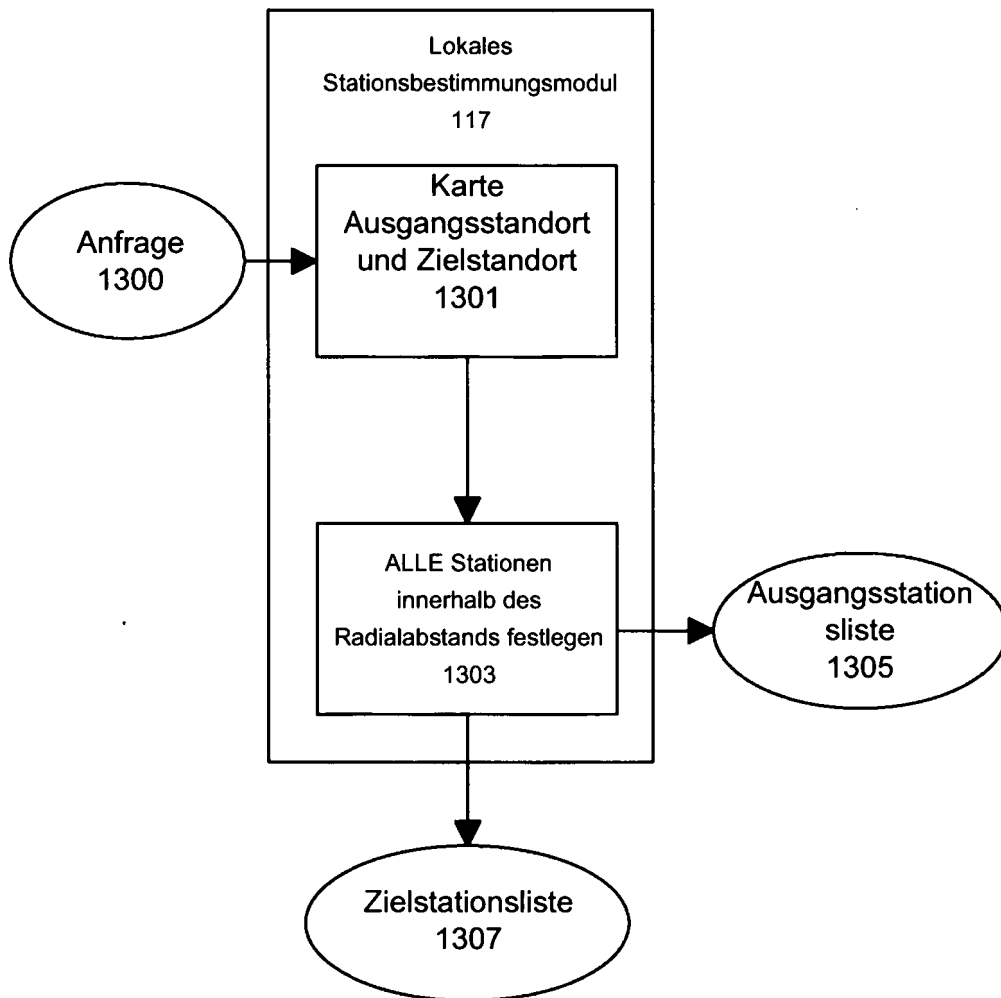 Lokales
Stationsbestimmungsmodul
117
Anfrage
1300
Karte
Ausgangsstandort
und Zielstandort
1301
ALLE Stationen
innerhalb des
Radialabstands festlegen
1303
Ausgangsstation
sliste
1305
Zielstationsliste
1307